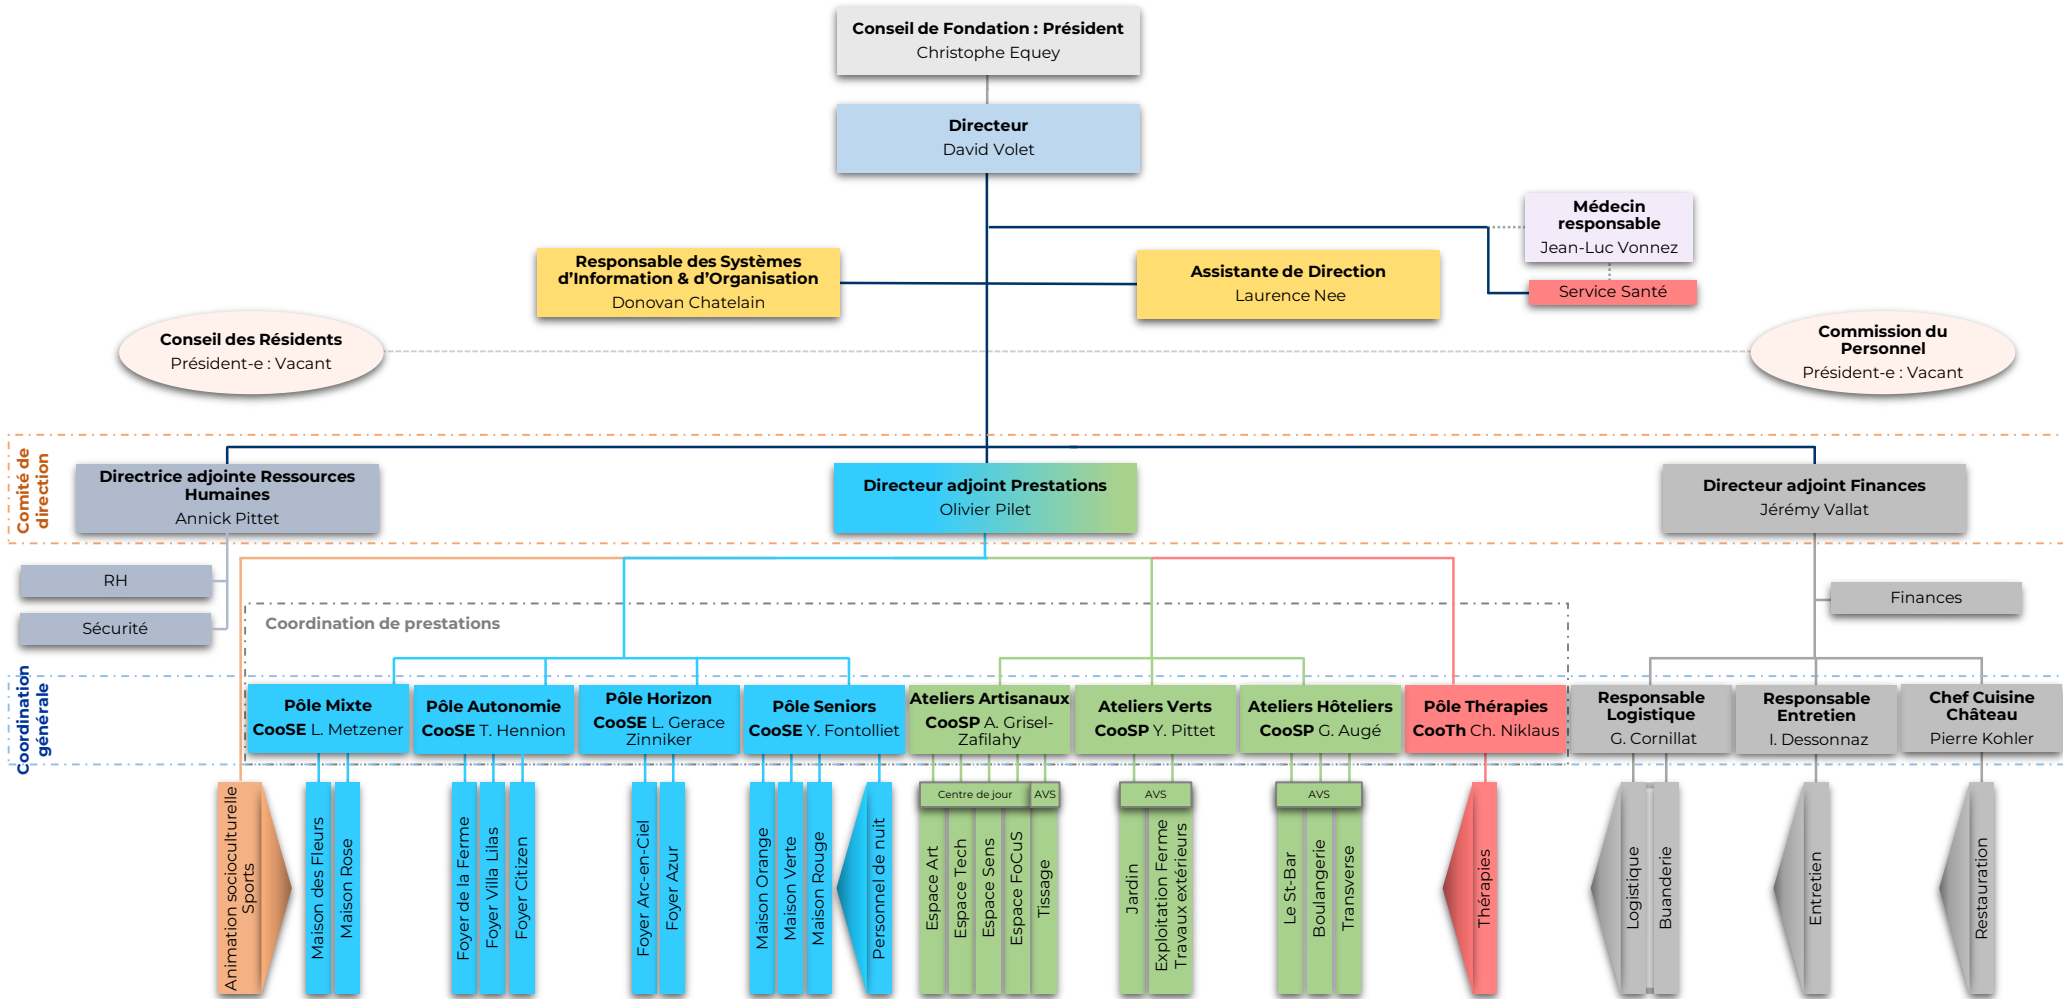 Conseil de Fondation : Président
Christophe Equey
Directeur
David Volet
Médecin
responsable
Jean-Luc Vonnez
Service Santé
Responsable des Systèmes
d'Information & d'Organisation
Donovan Chatelain
Assistante de Direction
Laurence Nee
Conseil des Résidents
Président-e : Vacant
Commission du
Personnel
Président-e : Vacant
Comité de
direction
Directrice adjointe Ressources
Humaines
Annick Pittet
Directeur adjoint Prestations
Olivier Pilet
Directeur adjoint Finances
Jérémy Vallat
RH
Sécurité
Finances
Coordination de prestations
Coordination
générale
Pôle Mixte
CooSE L. Metzener
Pôle Autonomie
CooSE T. Hennion
Pôle Horizon
CooSE L. Gerace
Zinniker
Pôle Seniors
CooSE Y. Fontolliet
Ateliers Artisanaux
CooSP A. Grisel-
Zafilahy
Ateliers Verts
CooSP Y. Pittet
Ateliers Hôteliers
CooSP G. Augé
Pôle Thérapies
CooTh Ch. Niklaus
Responsable
Logistique
G. Cornillat
Responsable
Entretien
I. Dessonnaz
Chef Cuisine
Château
Pierre Kohler
Animation socioculturelle
Sports
Maison des Fleurs
Maison Rose
Foyer de la Ferme
Foyer Villa Lilas
Foyer Citizen
Foyer Arc-en-Ciel
Foyer Azur
Maison Orange
Maison Verte
Maison Rouge
Personnel de nuit
Centre de jour
AVS
Espace Art
Espace Tech
Espace Sens
Espace FoCuS
Tissage
AVS
Jardin
Exploitation Ferme
Travaux extérieurs
AVS
Le St-Bar
Boulangerie
Transverse
Thérapies
Logistique
Buanderie
Entretien
Restauration